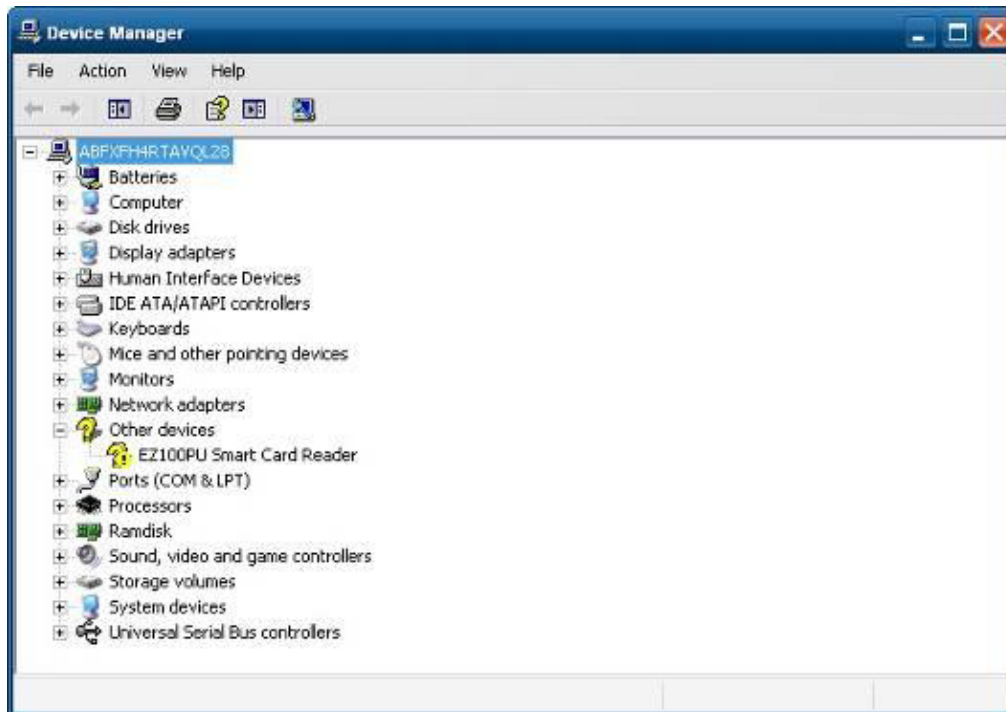 Device Manager
File Action View Help
ABFXFH4RTAVQL28
Batteries
Computer
Disk drives
Display adapters
Human Interface Devices
IDE ATA/ATAPI controllers
Keyboards
Mice and other pointing devices
Monitors
Network adapters
Other devices
EZ100PU Smart Card Reader
Ports (COM & LPT)
Processors
Ramdisk
Sound, video and game controllers
Storage volumes
System devices
Universal Serial Bus controllers